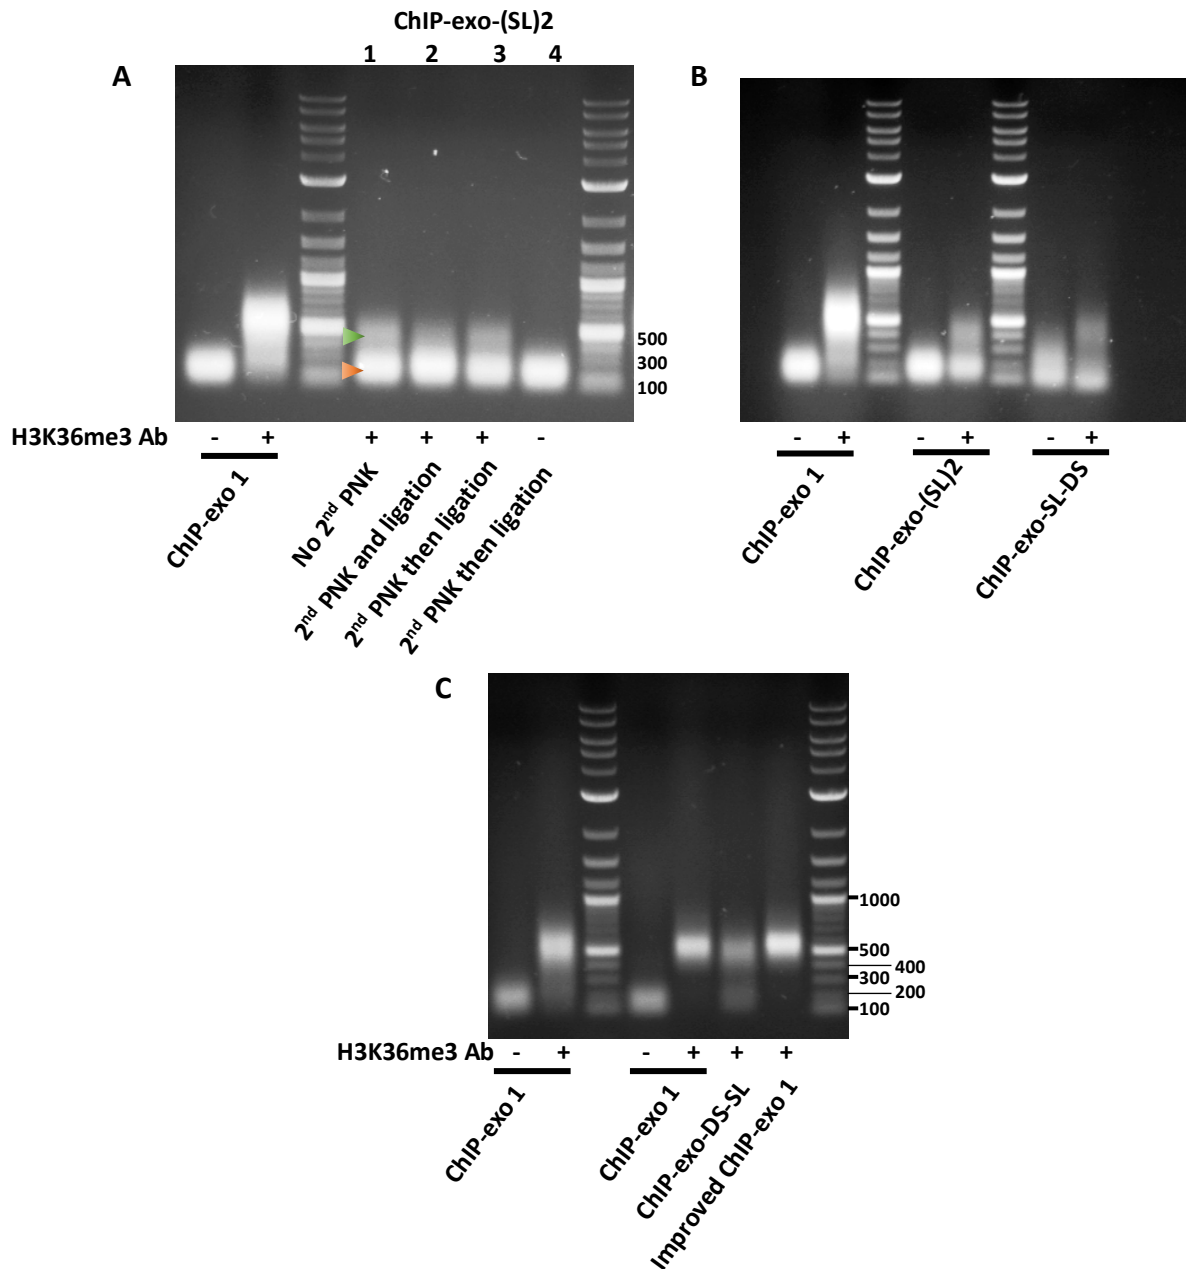 ChIP-exo-(SL)2
1 2 3 4
A
500
300
100
H3K36me3 Ab - + + + + -
ChIP-exo 1
No 2nd PNK
2nd PNK and ligation
2nd PNK then ligation
2nd PNK then ligation
B
- + - + - +
ChIP-exo 1
ChIP-exo-(SL)2
ChIP-exo-SL-DS
C
1000
500
400
300
200
100
H3K36me3 Ab - + - + + +
ChIP-exo 1
ChIP-exo 1
ChIP-exo-DS-SL
Improved ChIP-exo 1